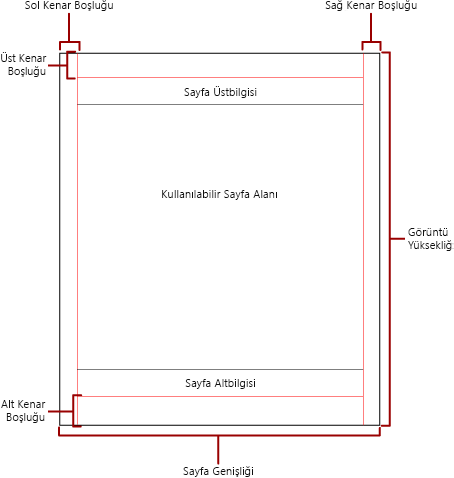 Sol Kenar Boşluğu
Sağ Kenar Boşluğu
Üst Kenar
Boşluğu
Sayfa Üstbilgisi
Kullanılabilir Sayfa Alanı
Görüntü
Yüksekliğ
Sayfa Altbilgisi
Alt Kenar
Boşluğu
Sayfa Genişliği